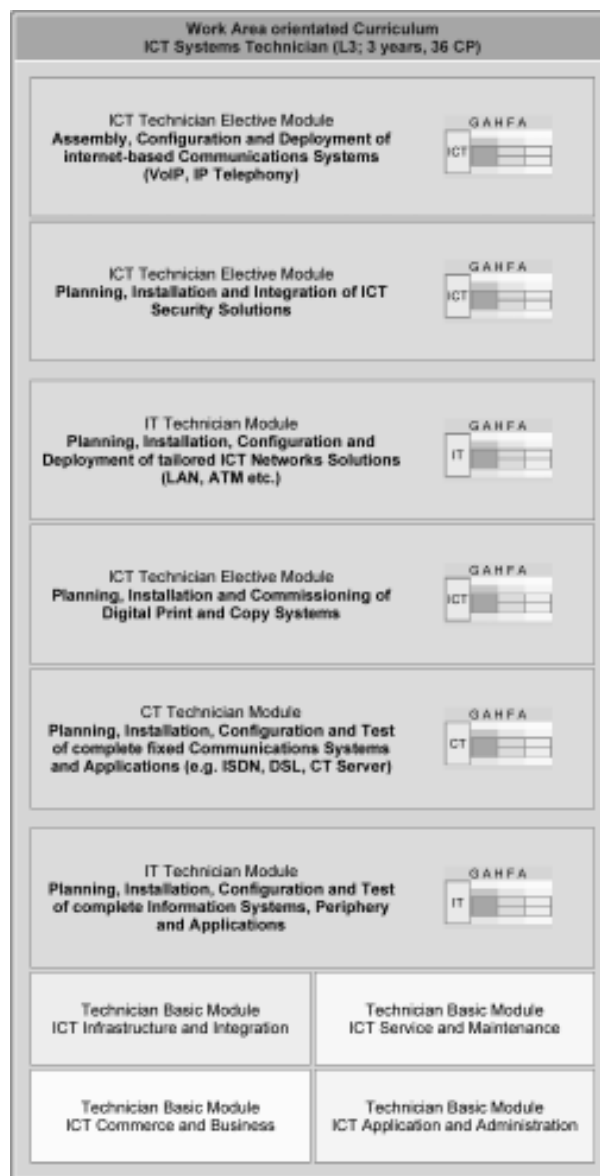 Work Area orientated Curriculum
ICT Systems Technician (L3; 3 years, 36 CP)
ICT Technician Elective Module
Assembly, Configuration and Deployment of
internet-based Communications Systems
(VoIP, IP Telephony)
G A H F A
ICT
ICT Technician Elective Module
Planning, Installation and Integration of ICT
Security Solutions
G A H F A
ICT
IT Technician Module
Planning, Installation, Configuration and
Deployment of tailored ICT Networks Solutions
(LAN, ATM etc.)
G A H F A
IT
ICT Technician Elective Module
Planning, Installation and Commissioning of
Digital Print and Copy Systems
G A H F A
ICT
CT Technician Module
Planning, Installation, Configuration and Test
of complete fixed Communications Systems
and Applications (e.g. ISDN, DSL, CT Server)
G A H F A
CT
IT Technician Module
Planning, Installation, Configuration and Test
of complete Information Systems, Periphery
and Applications
G A H F A
IT
Technician Basic Module
ICT Infrastructure and Integration
Technician Basic Module
ICT Service and Maintenance
Technician Basic Module
ICT Commerce and Business
Technician Basic Module
ICT Application and Administration